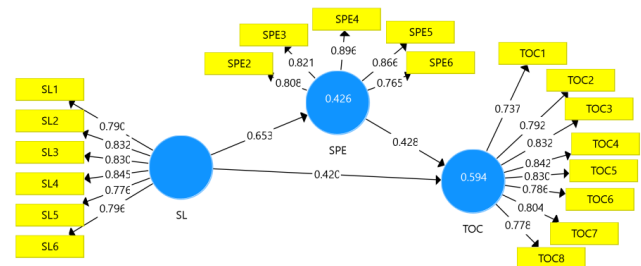 SPE4
SPE3
SPE5
SPE2
SPE6
0.896
0.821
0.866
0.808
0.765
0.426
SPE
TOC1
TOC2
TOC3
TOC4
TOC5
TOC6
TOC7
TOC8
0.737
0.792
0.832
0.842
0.830
0.786
0.804
0.778
0.594
TOC
SL1
SL2
SL3
SL4
SL5
SL6
0.790
0.832
0.830
0.845
0.776
0.796
SL
0.653
0.428
0.420